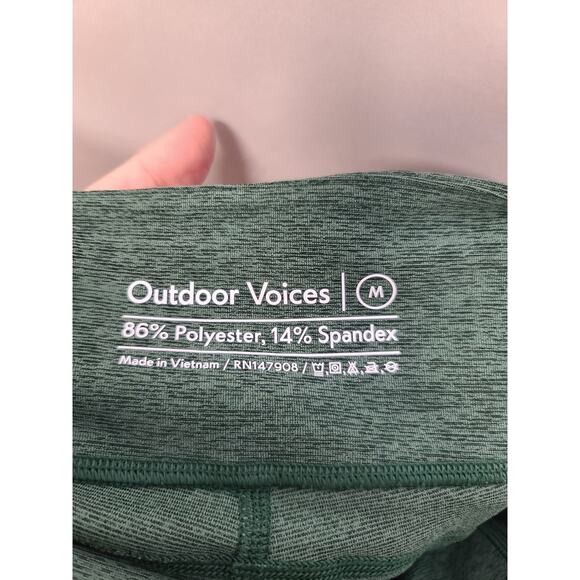 Outdoor Voices | M
86% Polyester, 14% Spandex
Made in Vietnam / RN147908 /